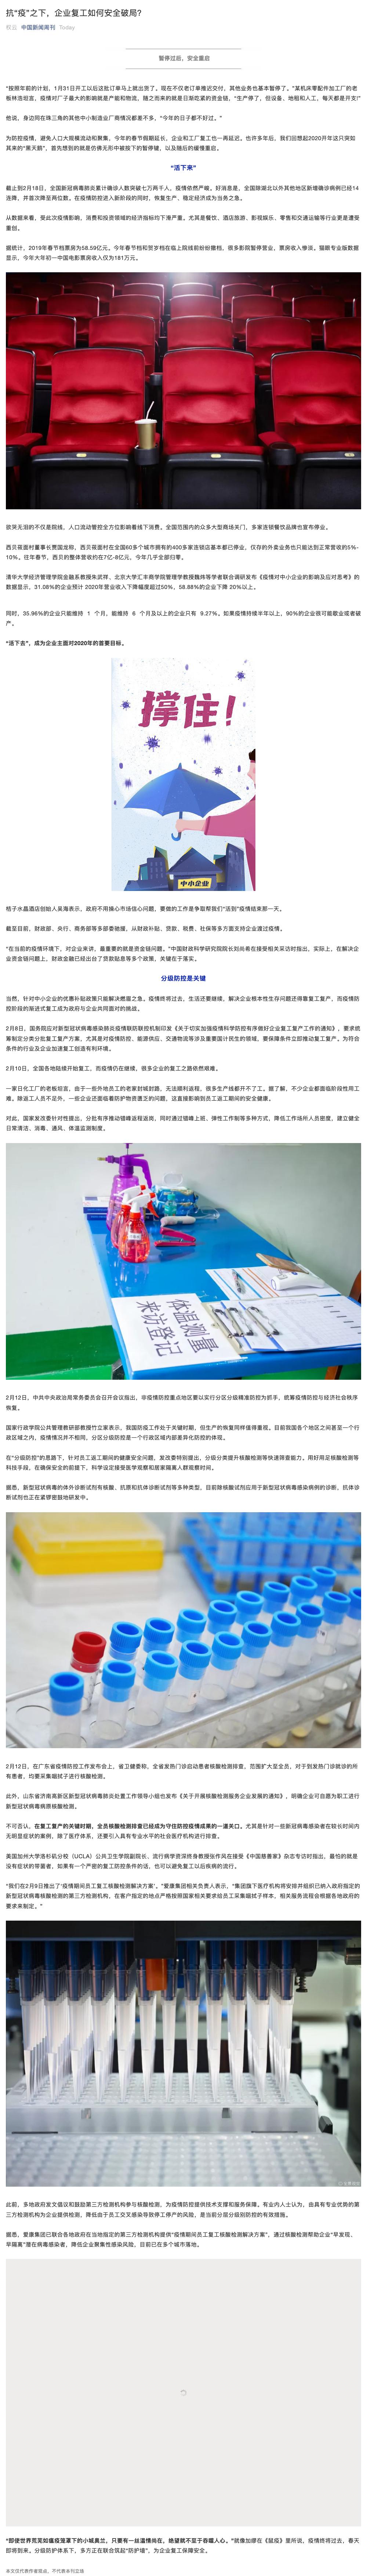 抗“疫”之下，企业复工如何安全破局?
权云 中国新闻周刊 Today
暂停过后，安全重启
“按照年前的计划，1月31日开工以后这批订单马上就出货了。现在不仅老订单推迟交付，其他业务也基本暂停了。”某机床零配件加工厂的老
板林连坦言，疫情对厂子最大的影响就是产能和物流，随之而来的就是日渐吃紧的资金链，“生产停了，但设备、地租和人工，每天都是开支!”
他说，身边同在珠三角的其他中小制造业厂商情况都差不多，“今年的日子都不好过。”
为防控疫情，避免人口大规模流动和聚集，今年的春节假期延长，企业和工厂复工也一再延迟。也许多年后，我们回想起2020开年这只突如
其来的“黑天鹅”，首先想到的就是仿佛无形中被按下的暂停键，以及随后的缓慢重启。
“活下来”
截止到2月18日，全国新冠病毒肺炎累计确诊人数突破七万两千人，疫情依然严峻。好消息是，全国除湖北以外其他地区新增确诊病例已经14
连降，并首次降至两位数。在疫情防控进入新阶段的同时，恢复生产、稳定经济成为当务之急。
从数据来看，受此次疫情影响，消费和投资领域的经济指标均下滑严重。尤其是餐饮、酒店旅游、影视娱乐、零售和交通运输等行业更是遭受
重创。
据统计，2019年春节档票房为58.59亿元。今年春节档和贺岁档在临上院线前纷纷撤档，很多影院暂停营业，票房收入惨淡。猫眼专业版数据
显示，今年大年初一中国电影票房收入仅为181万元。
欲哭无泪的不仅是院线，人口流动管控全方位影响着线下消费。全国范围内的众多大型商场关门，多家连锁餐饮品牌也宣布停业。
西贝莜面村董事长贾国龙称，西贝莜面村在全国60多个城市拥有的400多家连锁店基本都已停业，仅存的外卖业务也只能达到正常营收的5%-
10%。往年春节，西贝的整体营收约在7亿-8亿元，今年几乎全部归零。
清华大学经济管理学院金融系教授朱武祥、北京大学汇丰商学院管理学教授魏炜等学者联合调研发布《疫情对中小企业的影响及应对思考》的
数据显示，31.08%的企业预计 2020年营业收入下降幅度超过50%，58.88%的企业下降 20%以上。
同时，35.96%的企业只能维持 1 个月，能维持 6 个月及以上的企业只有 9.27%。如果疫情持续半年以上，90%的企业很可能歇业或者破
产。
“活下去”，成为企业主面对2020年的首要目标。
撑住!
中小企业
桔子水晶酒店创始人吴海表示，政府不用操心市场信心问题，要做的工作是争取帮我们“活到”疫情结束那一天。
截至目前，财政部、央行、商务部等多部委驰援，从财政补贴、贷款、税费、社保等多方面支持企业渡过疫情。
“在当前的疫情环境下，对企业来讲，最重要的就是资金链问题。”中国财政科学研究院院长刘尚希在接受相关采访时指出，实际上，在解决企
业资金链问题上，财政金融已经出台了贷款贴息等多个政策，关键在于落实。
分级防控是关键
当然，针对中小企业的优惠补贴政策只能解决燃眉之急。疫情终将过去，生活还要继续，解决企业根本性生存问题还得靠复工复产，而疫情防
控阶段的渐进式复工成为政府与企业共同面对的挑战。
2月8日，国务院应对新型冠状病毒感染肺炎疫情联防联控机制印发《关于切实加强疫情科学防控有序做好企业复工复产工作的通知》，要求统
筹制定分类分批复工复产方案，尤其是对疫情防控、能源供应、交通物流等涉及重要国计民生的领域，要保障条件立即推动复工复产。为符合
条件的行业及企业加速复工创造有利环境。
2月10日，全国各地陆续开始复工，而疫情仍在继续，很多企业的复工之路依然艰难。
一家日化工厂的老板坦言，由于一些外地员工的老家封城封路，无法顺利返程，很多生产线都开不了工。据了解，不少企业都面临阶段性用工
难。除返工人员不足外，一些企业还面临着防护物资遭乏的问题，这直接影响到员工返工期间的安全健康。
对此，国家发改委针对性提出，分批有序推动错峰返程返岗，同时通过错峰上班、弹性工作制等多种方式，降低工作场所人员密度，建立健全
日常清洁、消毒、通风、体温监测制度。
体温测量
来访登记
2月12日，中共中央政治局常务委员会召开会议指出，非疫情防控重点地区要以实行分区分级精准防控为抓手，统筹疫情防控与经济社会秩序
恢复。
国家行政学院公共管理教研部教授竹立家表示，我国防疫工作处于关键时期，但生产的恢复同样值得重视。目前我国各个地区之间甚至一个行
政区域之内，疫情情况并不相同，分区分级防控是一个行政区域内部差异化防控的体现。
在“分级防控”的思路下，针对员工返工期间的健康安全问题，发改委特别提出，分级分类提升核酸检测等快速筛查能力。用好周足核酸检测等
科技手段，在确保安全的前提下，科学设定接受医学观察和居家隔离人群观察时间。
据悉，新型冠状病毒的体外诊断试剂有核酸、抗原和抗体诊断试剂等多种类型，目前除核酸试剂应用于新型冠状病毒感染病例的诊断，抗体诊
断试剂也正在紧锣密鼓地研发中。
2月12日，在广东省疫情防控工作发布会上，省卫健委称，全省发热门诊启动患者核酸检测排查，范围扩大至全员，对于到发热门诊就诊的所
有患者，均要采集咽拭子进行核酸检测。
此外，山东省济南高新区新型冠状病毒肺炎处置工作领导小组也发布《关于开展核酸检测服务企业发展的通知》，明确企业可自愿为职工进行
新型冠状病毒病原核酸检测。
不可否认，在复工复产的关键时期，全员核酸检测排查已经成为守住防控疫情成果的一道关口。尤其是针对一些新冠病毒感染者在较长时间内
无明显症状的案例，除了医疗体系，还要引入具有专业水平的社会医疗机构进行排查。
美国加州大学洛杉矶分校（UCLA）公共卫生学院副院长、流行病学资深终身教授张作风在接受《中国慈善家》杂志专访时指出，最怕的就是
没有症状的带菌者，如果有一个严密的复工防控条件的话，也可以避免复工以后疾病的流行。
“我们在2月9日推出了‘疫情期间员工复工核酸检测解决方案’。”爱康集团相关负责人表示，“集团旗下医疗机构将安排并组织已纳入政府指定的
新型冠状病毒核酸检测的第三方检测机构，在客户指定的地点严格按照国家相关要求给员工采集咽拭子样本，相关服务流程会根据各地政府的
要求来制定。”
此前，多地政府发文倡议和鼓励第三方检测机构参与核酸检测，为疫情防控提供技术支撑和服务保障。有业内人士认为，由具有专业优势的第
三方检测机构为企业提供检测，降低由于员工交叉感染导致停工停产的风险，是当前分层分级别防控的有效措施。
据悉，爱康集团已联合各地政府在当地指定的第三方检测机构提供“疫情期间员工复工核酸检测解决方案”，通过核酸检测帮助企业“早发现、
早隔离”潜在病毒感染者，降低企业聚集性感染风险，目前已在多个城市落地。
“即使世界荒芜如瘟疫笼罩下的小城奥兰，只要有一丝温情尚在，绝望就不至于吞噬人心。”就像加缪在《鼠疫》里所说，疫情终将过去，春天
即将到来。分级防护体系下，多方正在联合筑起“防护墙”，为企业复工保障安全。
本文仅代表作者观点，不代表本刊立场